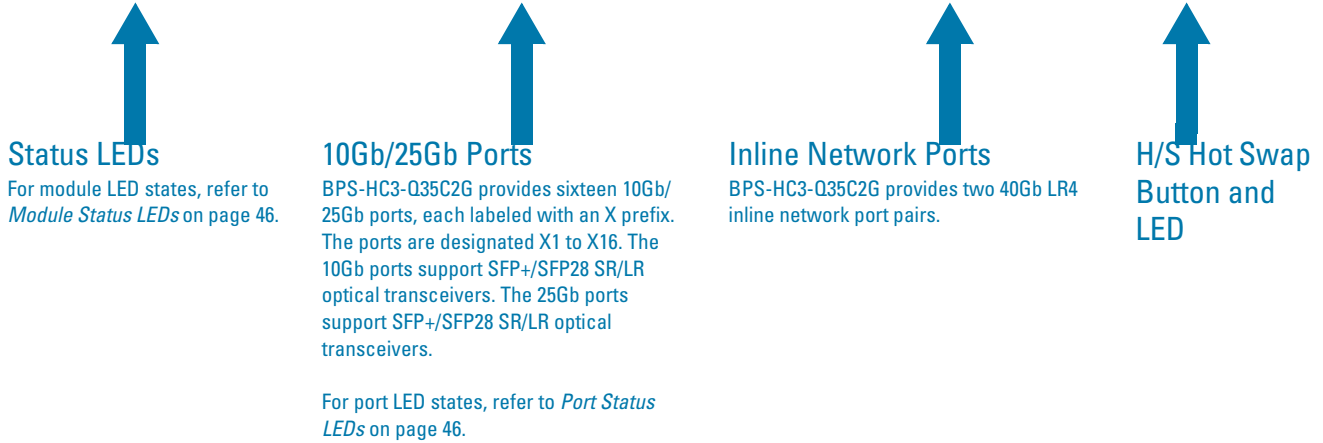 Status LEDs
For module LED states, refer to
Module Status LEDs on page 46.
10Gb/25Gb Ports
BPS-HC3-Q35C2G provides sixteen 10Gb/
25Gb ports, each labeled with an X prefix.
The ports are designated X1 to X16. The
10Gb ports support SFP+/SFP28 SR/LR
optical transceivers. The 25Gb ports
support SFP+/SFP28 SR/LR optical
transceivers.
For port LED states, refer to Port Status
LEDs on page 46.
Inline Network Ports
BPS-HC3-Q35C2G provides two 40Gb LR4
inline network port pairs.
H/S Hot Swap
Button and
LED